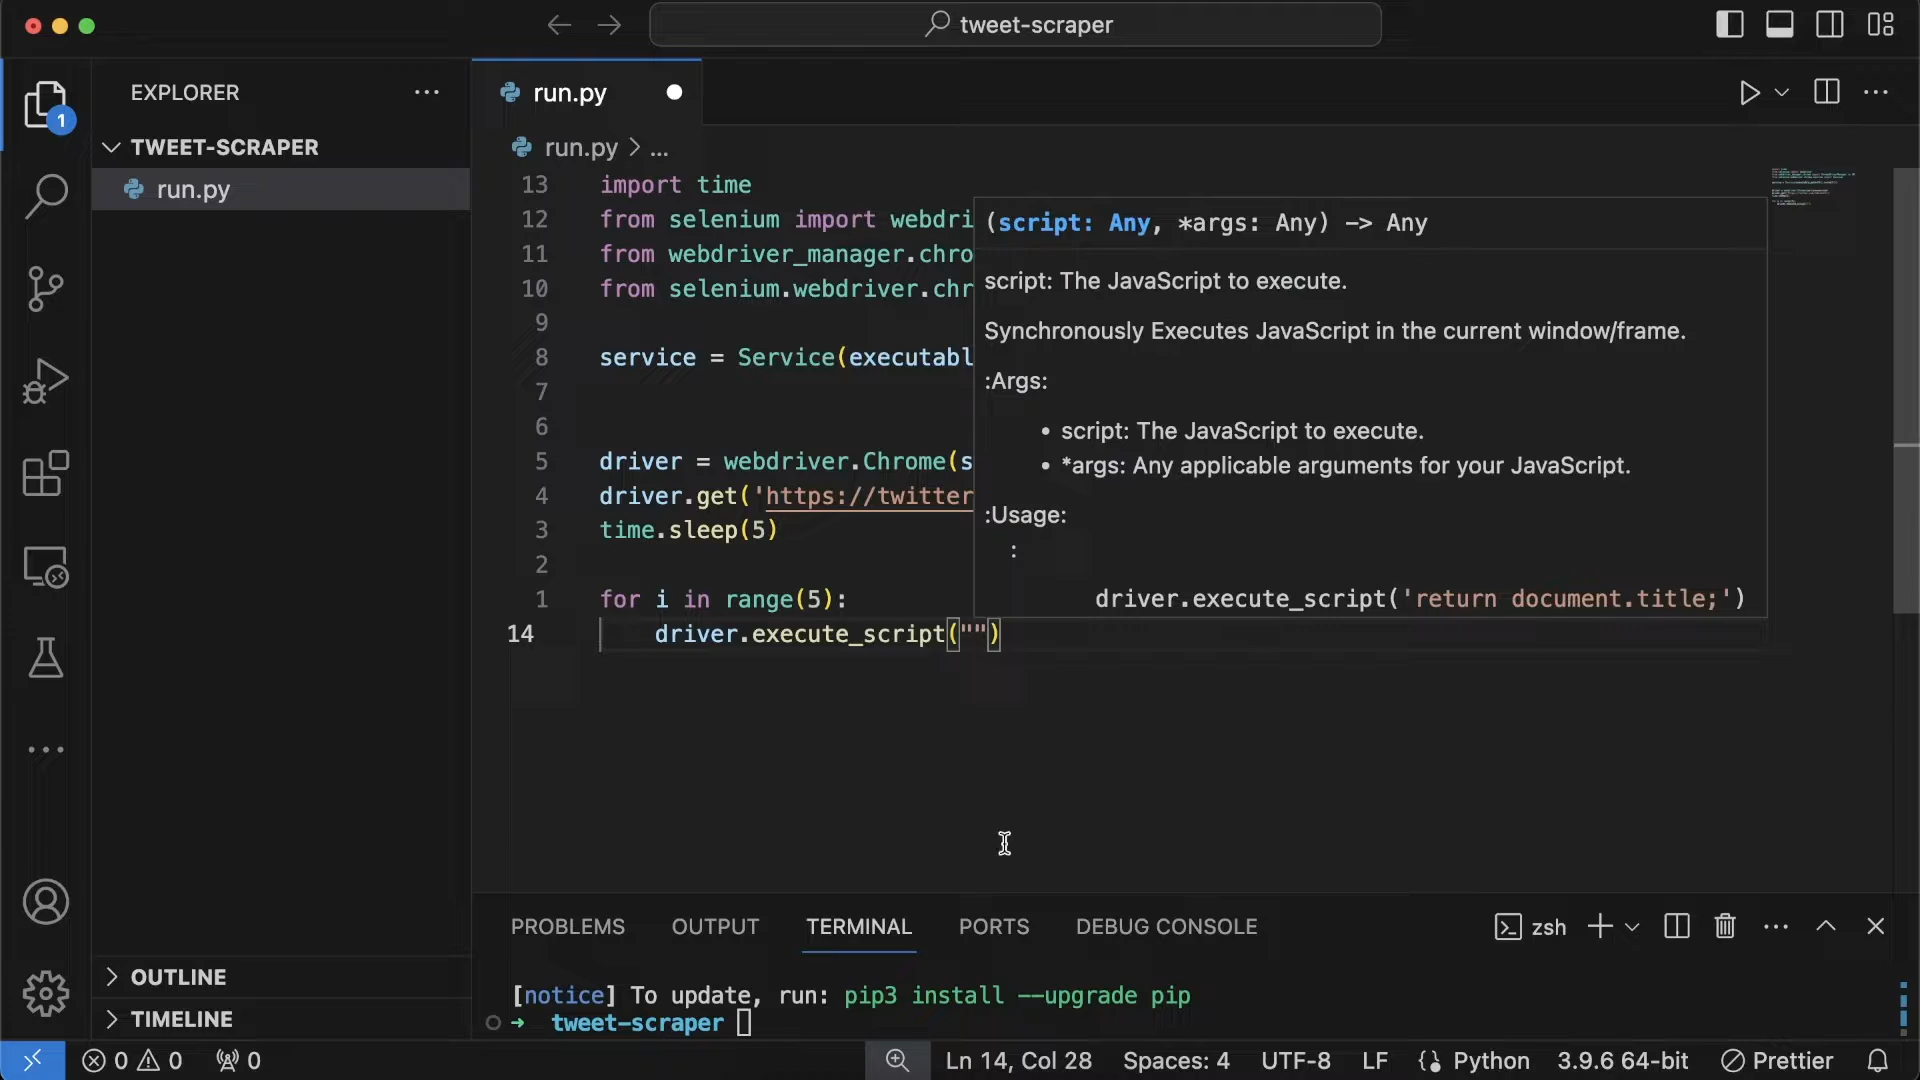 tweet-scraper
EXPLORER
1
TWEET-SCRAPER
run.py
OUTLINE
TIMELINE
run.py
run.py > ...
13 import time
12 from selenium import webdri
11 from webdriver_manager.chro
10 from selenium.webdriver.chr
9
8 service = Service(executabl
7
6
5 driver = webdriver.Chrome(s
4 driver.get('https://twitter
3 time.sleep(5)
2
1 for i in range(5):
14 driver.execute_script("")
(script: Any, *args: Any) -> Any
script: The JavaScript to execute.
Synchronously Executes JavaScript in the current window/frame.
:Args:
• script: The JavaScript to execute.
• *args: Any applicable arguments for your JavaScript.
:Usage:
:
driver.execute_script('return document.title;')
PROBLEMS OUTPUT TERMINAL PORTS DEBUG CONSOLE zsh
[notice] To update, run: pip3 install --upgrade pip
→ tweet-scraper
0 0 0 Ln 14, Col 28 Spaces: 4 UTF-8 LF Python 3.9.6 64-bit Prettier